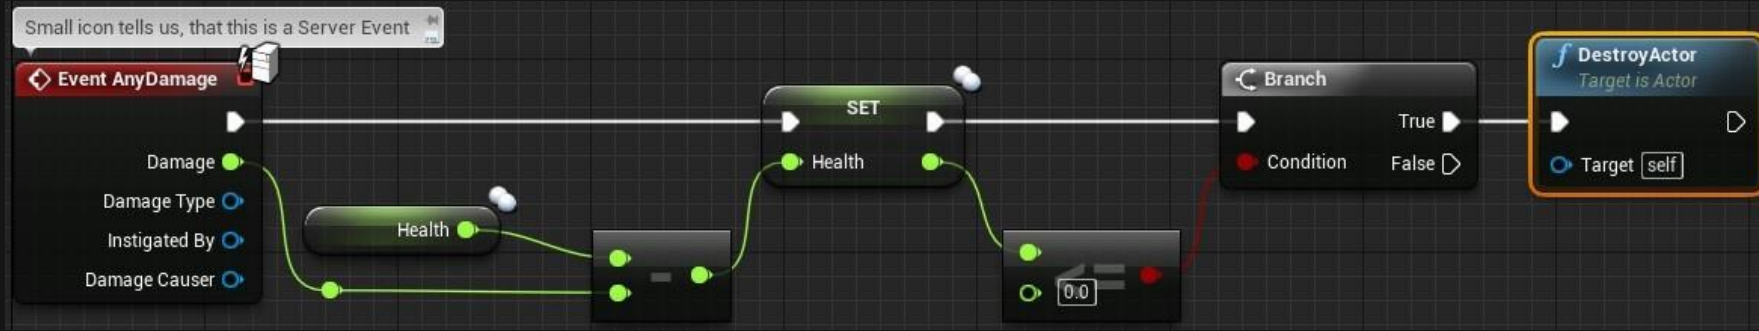 Small icon tells us, that this is a Server Event
Event AnyDamage
Damage
Damage Type
Instigated By
Damage Causer
Health
-
SET
Health
<=
0.0
Branch
Condition
True
False
f DestroyActor
Target is Actor
Target self